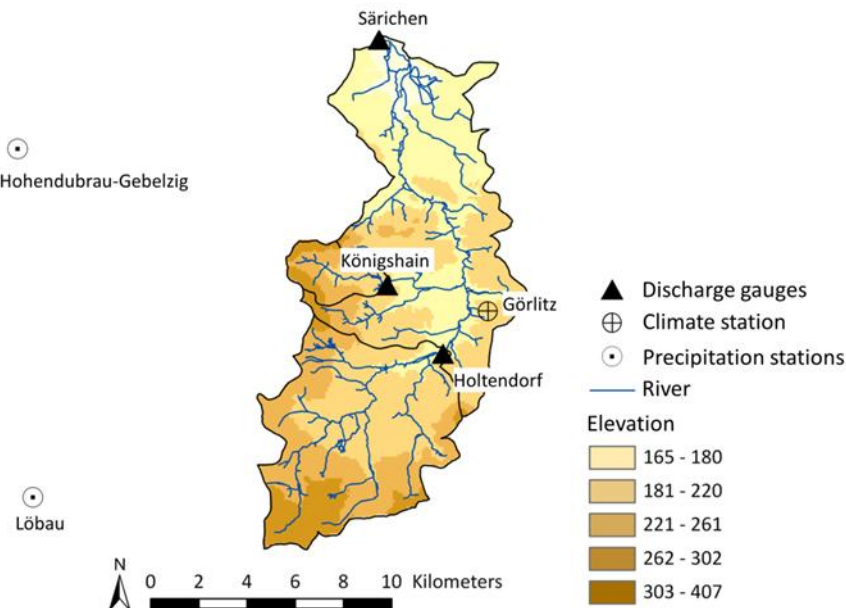 Särichen
Hohendubrau-Gebelzig
Königshain
Görlitz
Holtendorf
Löbau
Discharge gauges
Climate station
Precipitation stations
River
Elevation
165 - 180
181 - 220
221 - 261
262 - 302
303 - 407
N
0 2 4 6 8 10 Kilometers